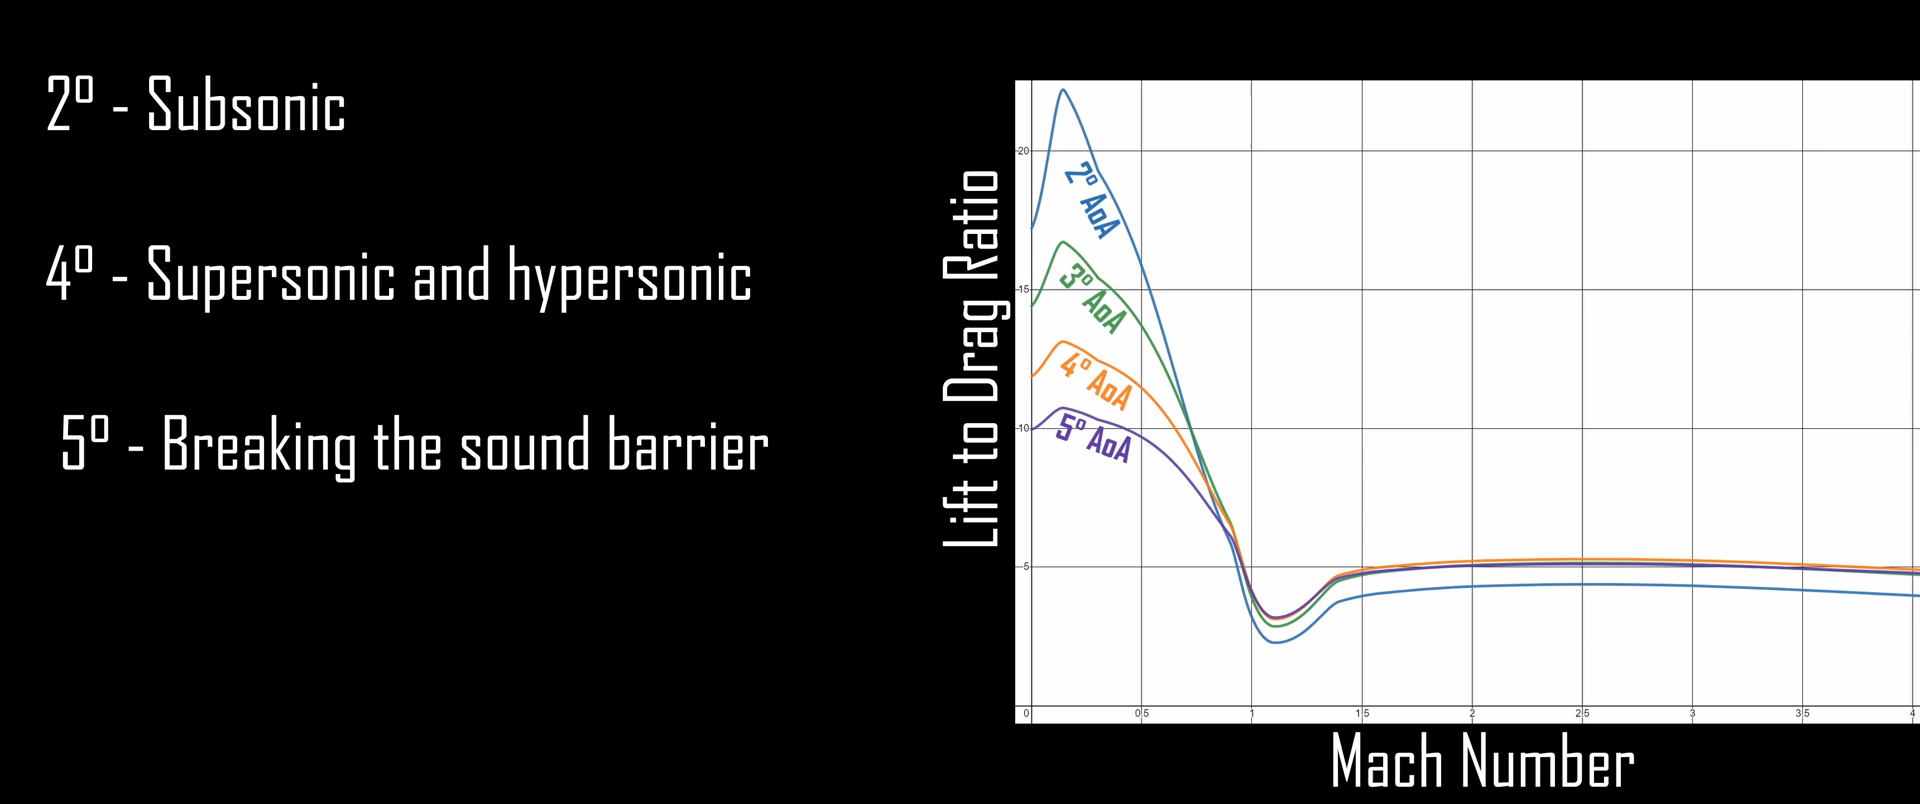 2º - Subsonic
4º - Supersonic and hypersonic
5º - Breaking the sound barrier
Lift to Drag Ratio
20
15
10
5
2º AoA
3º AoA
4º AoA
5º AoA
0 0.5 1 1.5 2 2.5 3 3.5 4
Mach Number